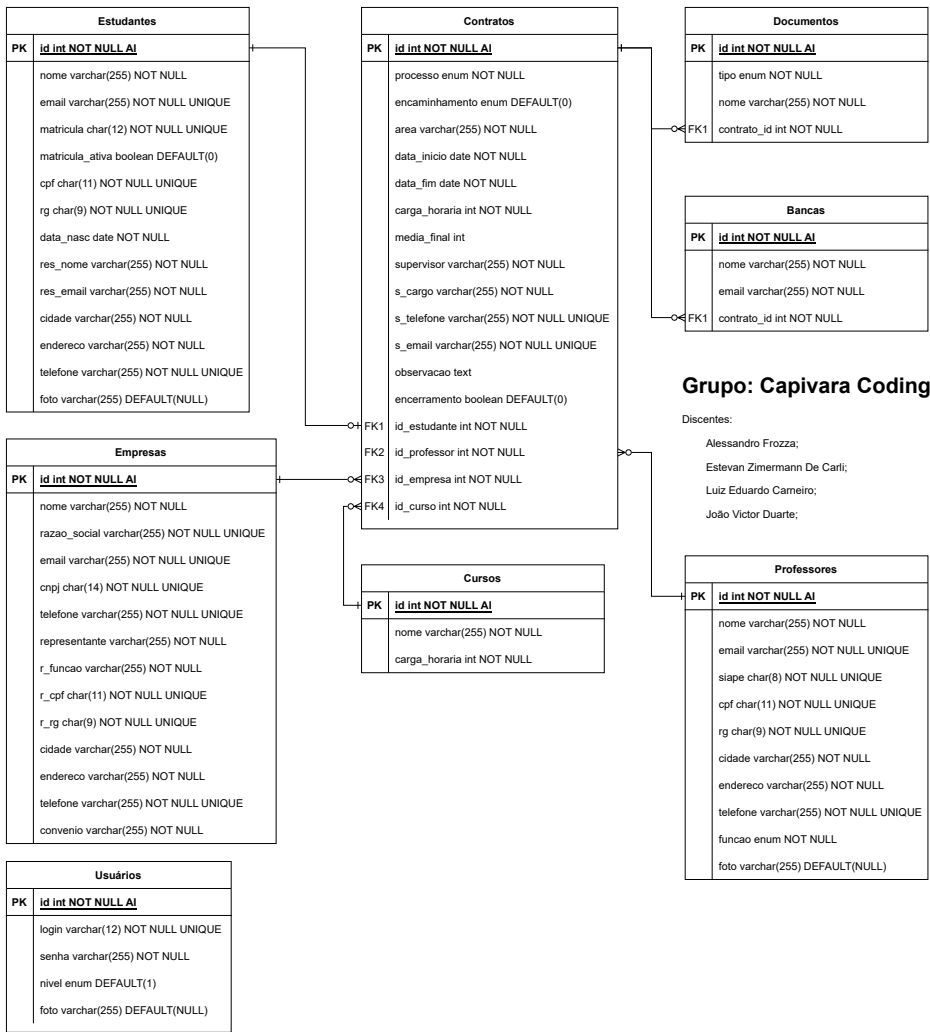 Estudantes
PK id int NOT NULL AI
nome varchar(255) NOT NULL
email varchar(255) NOT NULL UNIQUE
matricula char(12) NOT NULL UNIQUE
matricula_ativa boolean DEFAULT(0)
cpf char(11) NOT NULL UNIQUE
rg char(9) NOT NULL UNIQUE
data_nasc date NOT NULL
res_nome varchar(255) NOT NULL
res_email varchar(255) NOT NULL
cidade varchar(255) NOT NULL
endereco varchar(255) NOT NULL
telefone varchar(255) NOT NULL UNIQUE
foto varchar(255) DEFAULT(NULL)
Empresas
PK id int NOT NULL AI
nome varchar(255) NOT NULL
razao_social varchar(255) NOT NULL UNIQUE
email varchar(255) NOT NULL UNIQUE
cnpj char(14) NOT NULL UNIQUE
telefone varchar(255) NOT NULL UNIQUE
representante varchar(255) NOT NULL
r_funcao varchar(255) NOT NULL
r_cpf char(11) NOT NULL UNIQUE
r_rg char(9) NOT NULL UNIQUE
cidade varchar(255) NOT NULL
endereco varchar(255) NOT NULL
telefone varchar(255) NOT NULL UNIQUE
convenio varchar(255) NOT NULL
Usuários
PK id int NOT NULL AI
login varchar(12) NOT NULL UNIQUE
senha varchar(255) NOT NULL
nivel enum DEFAULT(1)
foto varchar(255) DEFAULT(NULL)
Contratos
PK id int NOT NULL AI
processo enum NOT NULL
encaminhamento enum DEFAULT(0)
area varchar(255) NOT NULL
data_inicio date NOT NULL
data_fim date NOT NULL
carga_horaria int NOT NULL
media_final int
supervisor varchar(255) NOT NULL
s_cargo varchar(255) NOT NULL
s_telefone varchar(255) NOT NULL UNIQUE
s_email varchar(255) NOT NULL UNIQUE
observacao text
encerramento boolean DEFAULT(0)
FK1 id_estudante int NOT NULL
FK2 id_professor int NOT NULL
FK3 id_empresa int NOT NULL
FK4 id_curso int NOT NULL
Cursos
PK id int NOT NULL AI
nome varchar(255) NOT NULL
carga_horaria int NOT NULL
Documentos
PK id int NOT NULL AI
tipo enum NOT NULL
nome varchar(255) NOT NULL
FK1 contrato_id int NOT NULL
Bancas
PK id int NOT NULL AI
nome varchar(255) NOT NULL
email varchar(255) NOT NULL
FK1 contrato_id int NOT NULL
Grupo: Capivara Coding
Discentes:
Alessandro Frozza;
Estevan Zimermann De Carli;
Luiz Eduardo Carneiro;
João Victor Duarte;
Professores
PK id int NOT NULL AI
nome varchar(255) NOT NULL
email varchar(255) NOT NULL UNIQUE
siape char(8) NOT NULL UNIQUE
cpf char(11) NOT NULL UNIQUE
rg char(9) NOT NULL UNIQUE
cidade varchar(255) NOT NULL
endereco varchar(255) NOT NULL
telefone varchar(255) NOT NULL UNIQUE
funcao enum NOT NULL
foto varchar(255) DEFAULT(NULL)